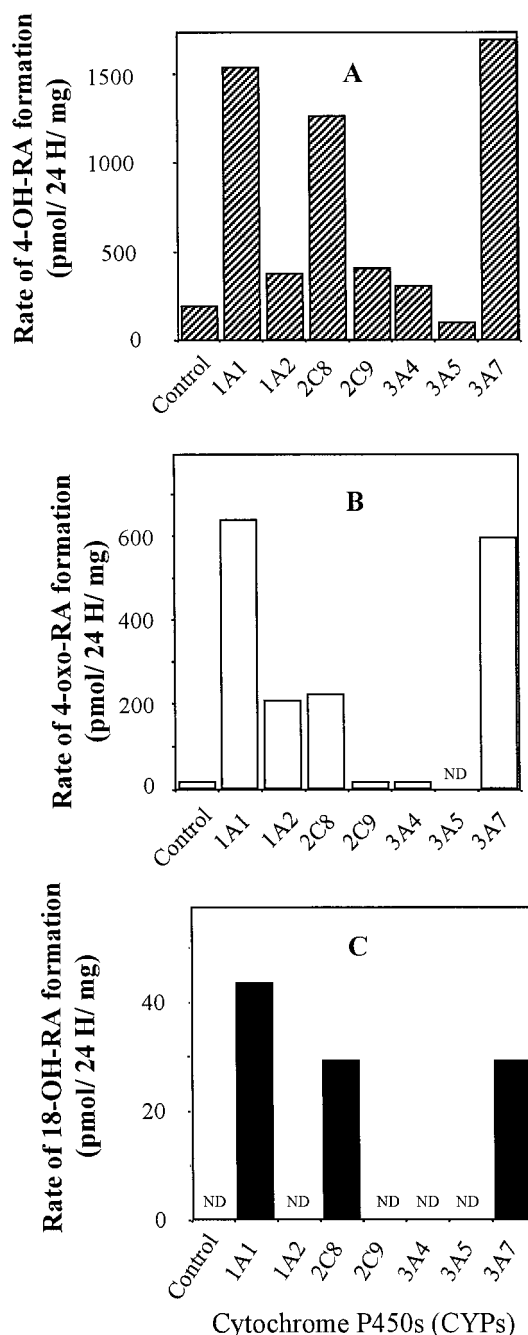 Rate of 4-OH-RA formation
(pmol/ 24 H/ mg)
A
1500
1000
500
0
Control
1A1
1A2
2C8
2C9
3A4
3A5
3A7
Rate of 4-oxo-RA formation
(pmol/ 24 H/ mg)
B
600
400
200
0
ND
Control
1A1
1A2
2C8
2C9
3A4
3A5
3A7
Rate of 18-OH-RA formation
(pmol/ 24 H/ mg)
C
40
20
0
ND
ND
ND
ND
ND
Control
1A1
1A2
2C8
2C9
3A4
3A5
3A7
Cytochrome P450s (CYPs)